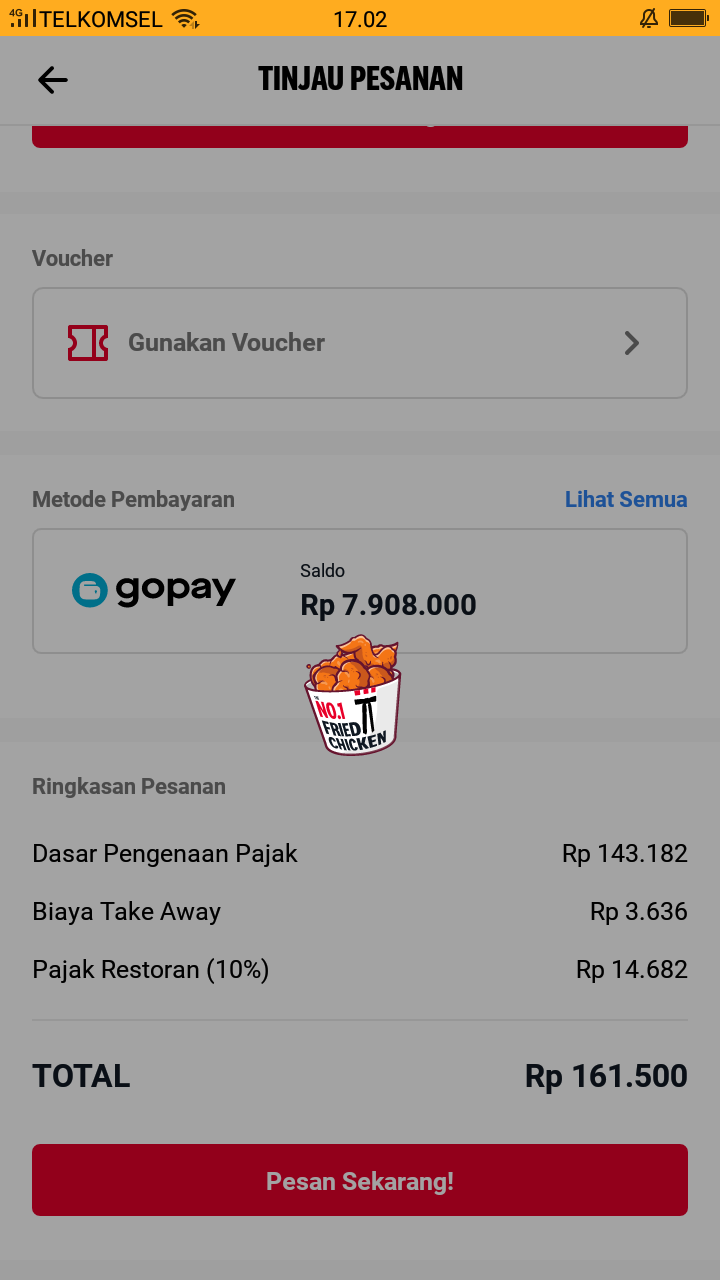 4G TELKOMSEL 17.02
TINJAU PESANAN
Voucher
Gunakan Voucher
Metode Pembayaran Lihat Semua
gopay
Saldo
Rp 7.908.000
NO.1
FRIED
CHICKEN
Ringkasan Pesanan
Dasar Pengenaan Pajak Rp 143.182
Biaya Take Away Rp 3.636
Pajak Restoran (10%) Rp 14.682
TOTAL Rp 161.500
Pesan Sekarang!